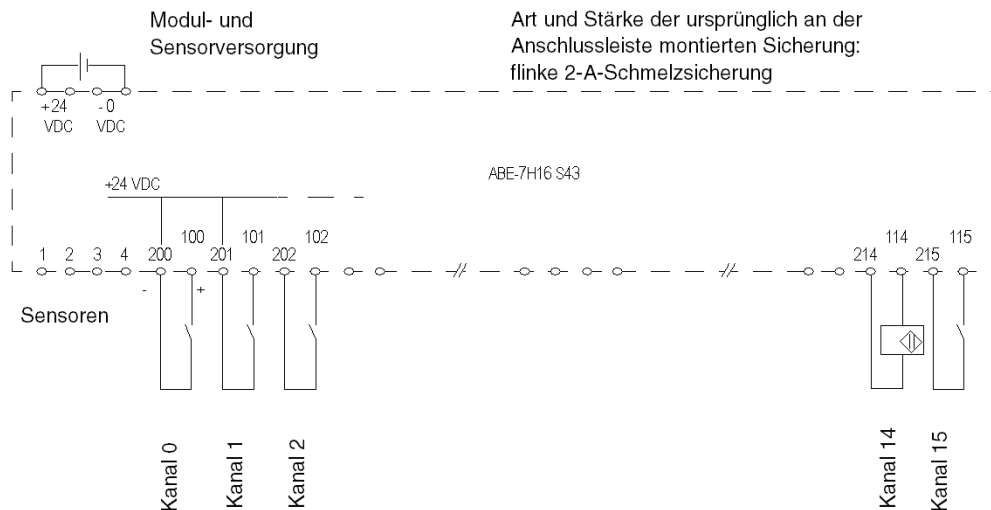 Modul- und
Sensorversorgung
Art und Stärke der ursprünglich an der
Anschlussleiste montierten Sicherung:
flinke 2-A-Schmelzsicherung
+24 -0
VDC VDC
ABE-7H16 S43
+24 VDC
100 101 102 114 115
1 2 3 4 200 201 202 214 215
- +
Sensoren
Kanal 0
Kanal 1
Kanal 2
Kanal 14
Kanal 15